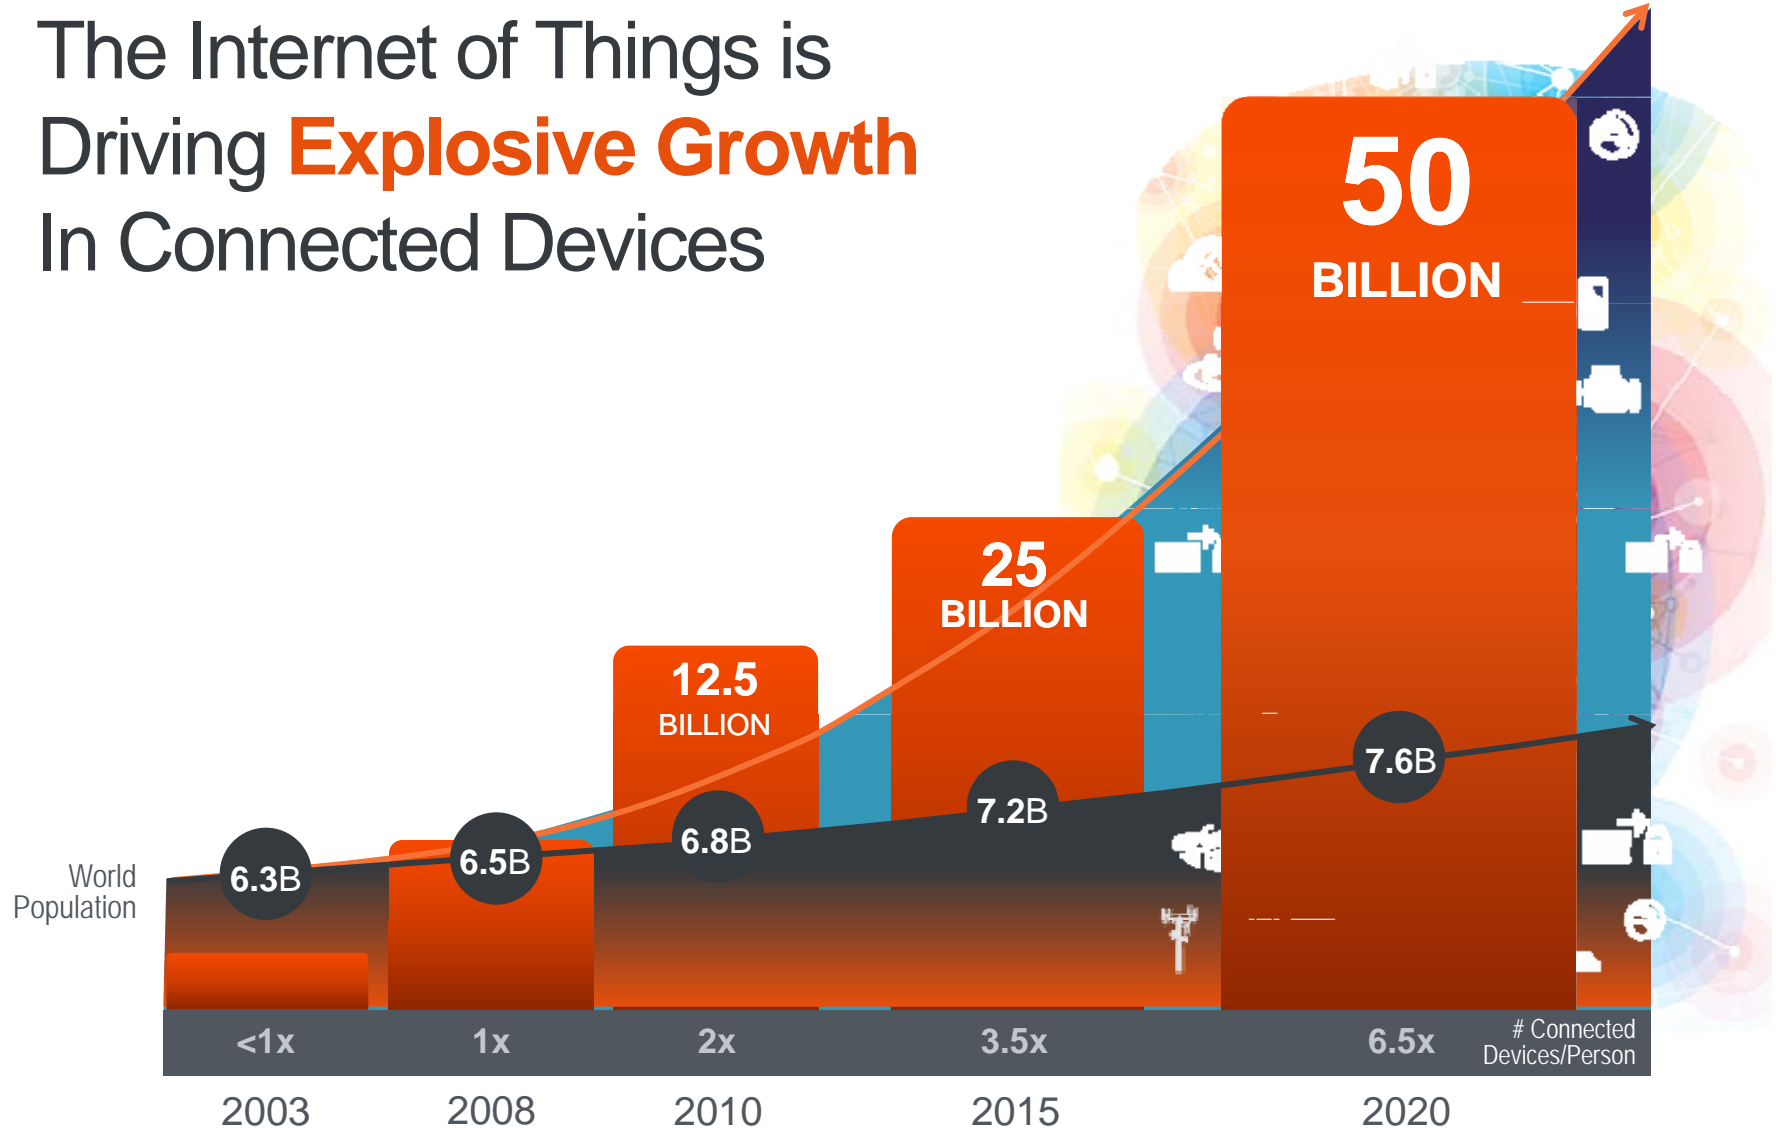 The Internet of Things is
Driving Explosive Growth
In Connected Devices
50
BILLION
25
BILLION
12.5
BILLION
7.6B
7.2B
6.8B
6.5B
6.3B
World
Population
<1x
1x
2x
3.5x
6.5x
# Connected
Devices/Person
2003
2008
2010
2015
2020